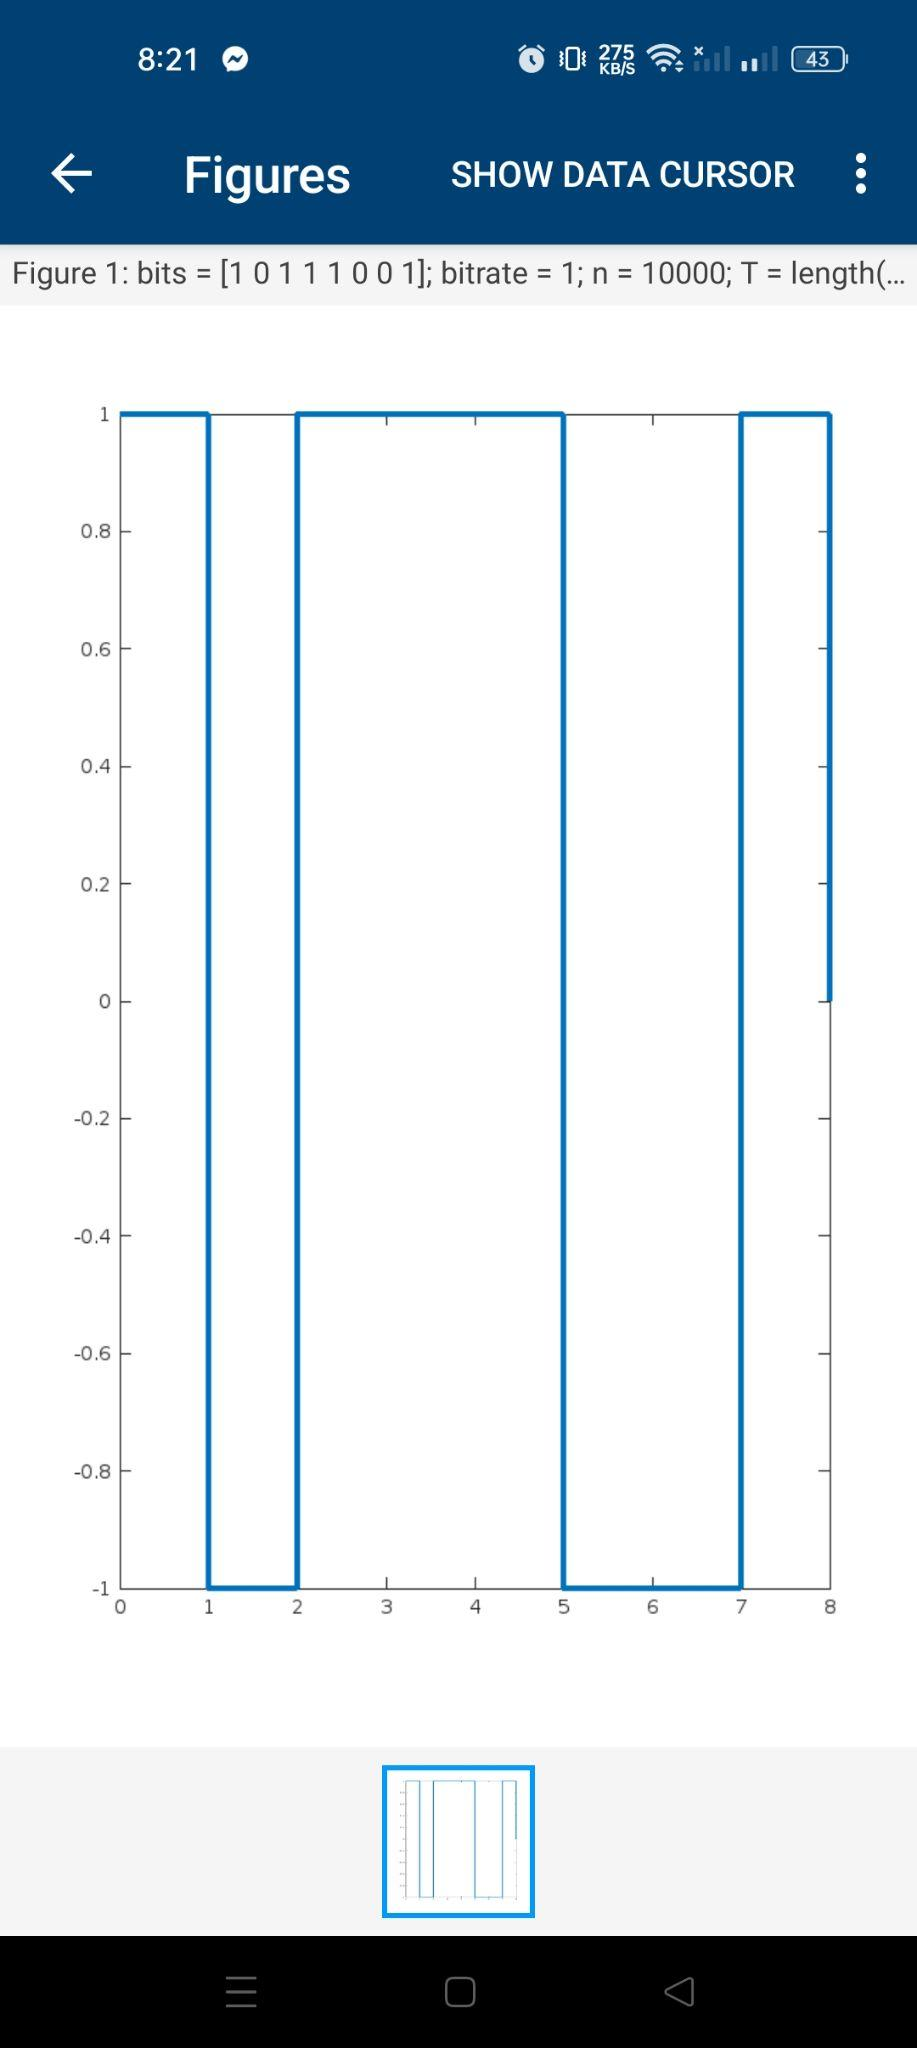 8:21
275
KB/S
43
Figures
SHOW DATA CURSOR
Figure 1: bits = [1 0 1 1 1 0 0 1]; bitrate = 1; n = 10000; T = length(...
1
0.8
0.6
0.4
0.2
0
-0.2
-0.4
-0.6
-0.8
-1
0 1 2 3 4 5 6 7 8